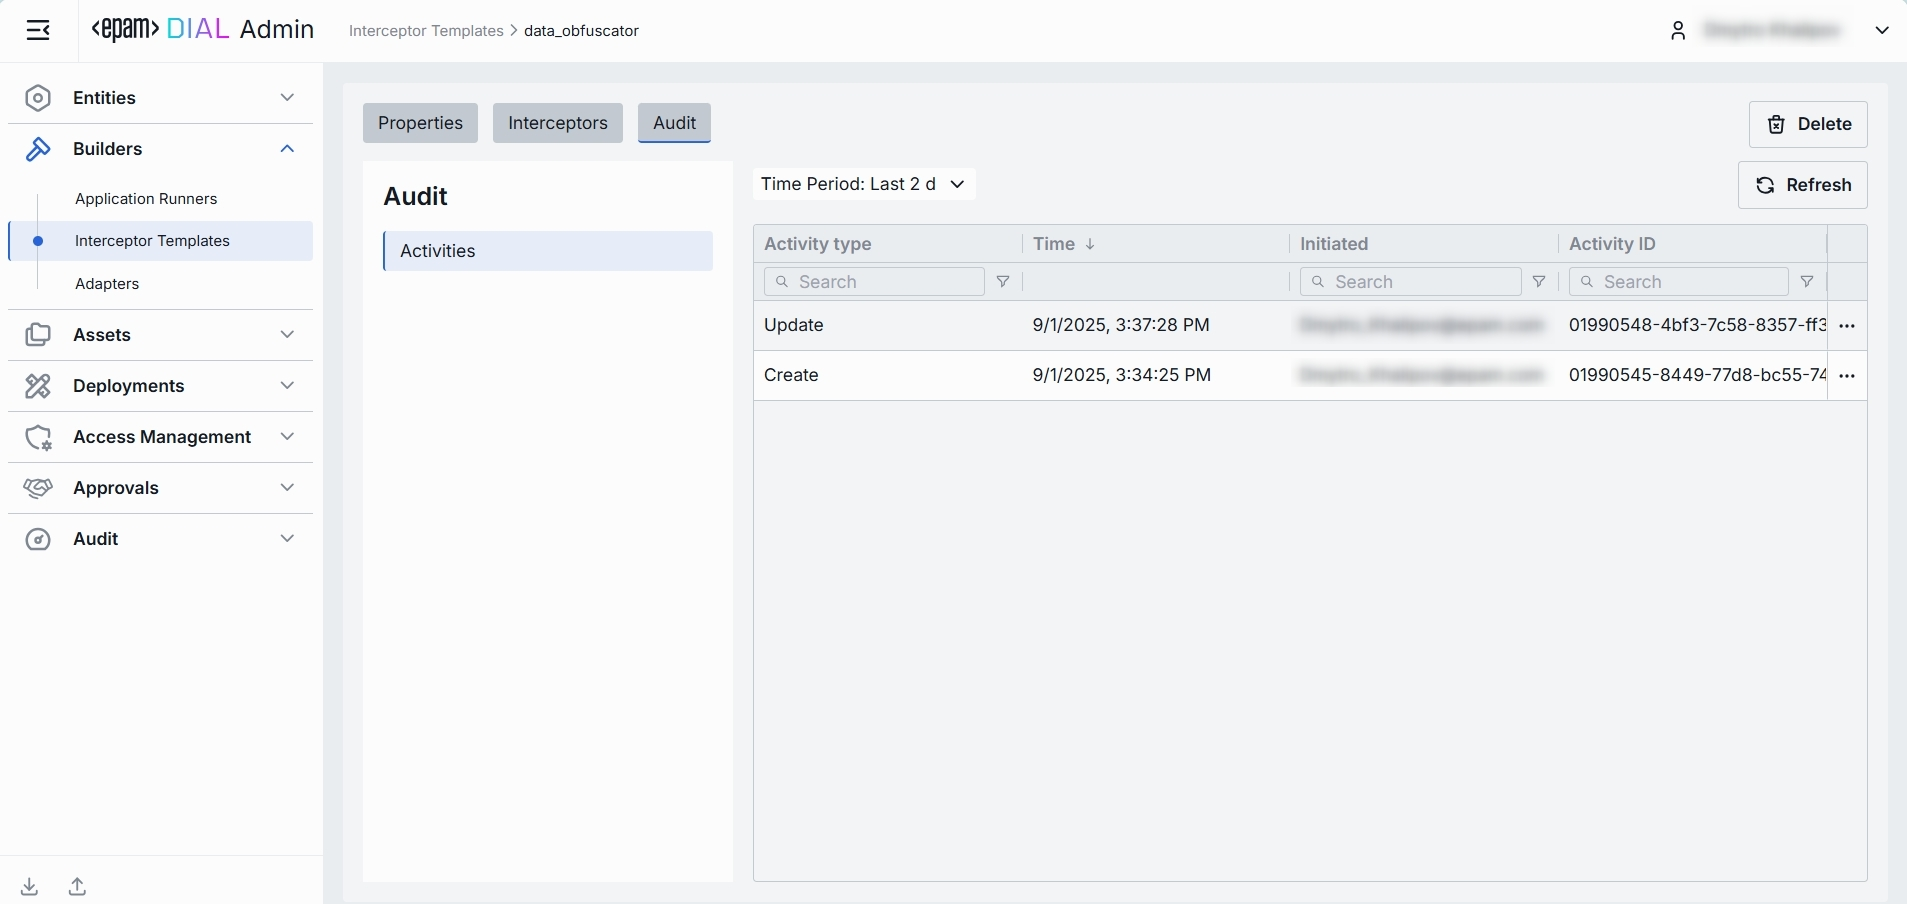 <epam> DIAL Admin
Interceptor Templates > data_obfuscator
Entities
Builders
Application Runners
Interceptor Templates
Adapters
Assets
Deployments
Access Management
Approvals
Audit
Properties
Interceptors
Audit
Delete
Audit
Activities
Time Period: Last 2 d
Refresh
Activity type
Time
Initiated
Activity ID
Search
Search
Search
Update
9/1/2025, 3:37:28 PM
01990548-4bf3-7c58-8357-ff3
Create
9/1/2025, 3:34:25 PM
01990545-8449-77d8-bc55-74